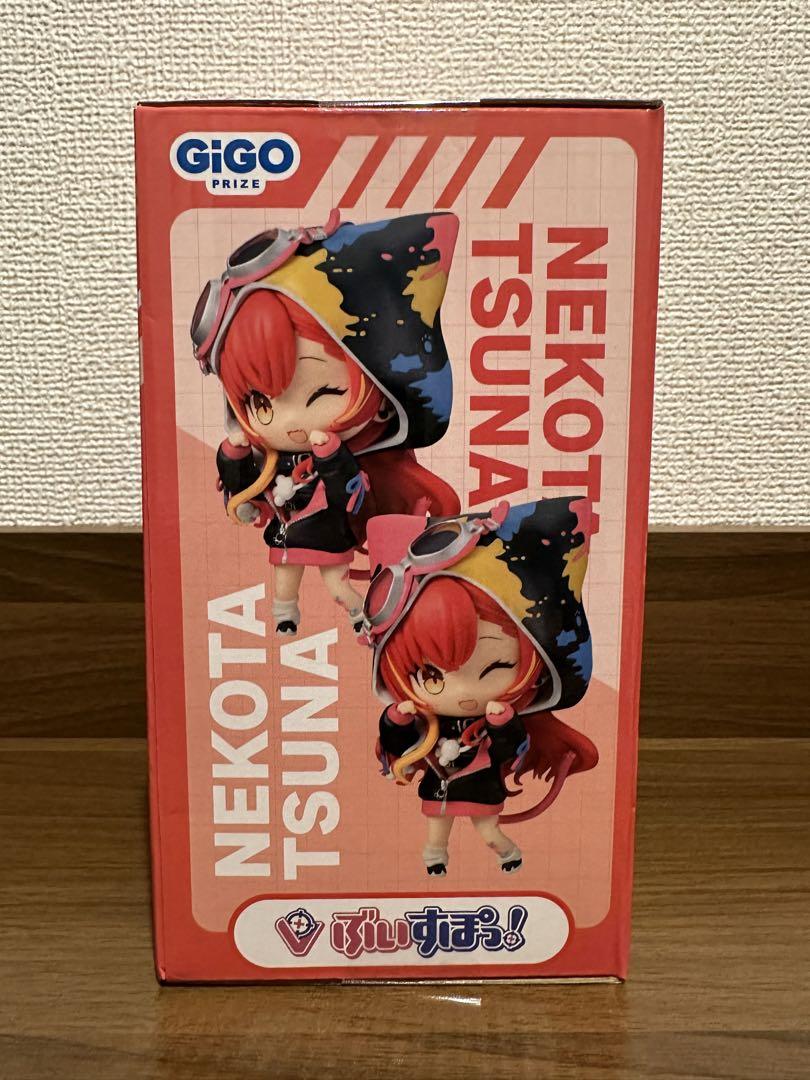 GiGO
PRIZE
NEKOTA
TSUNA
NEKOTA
TSUNA
ぶいすぽっ!